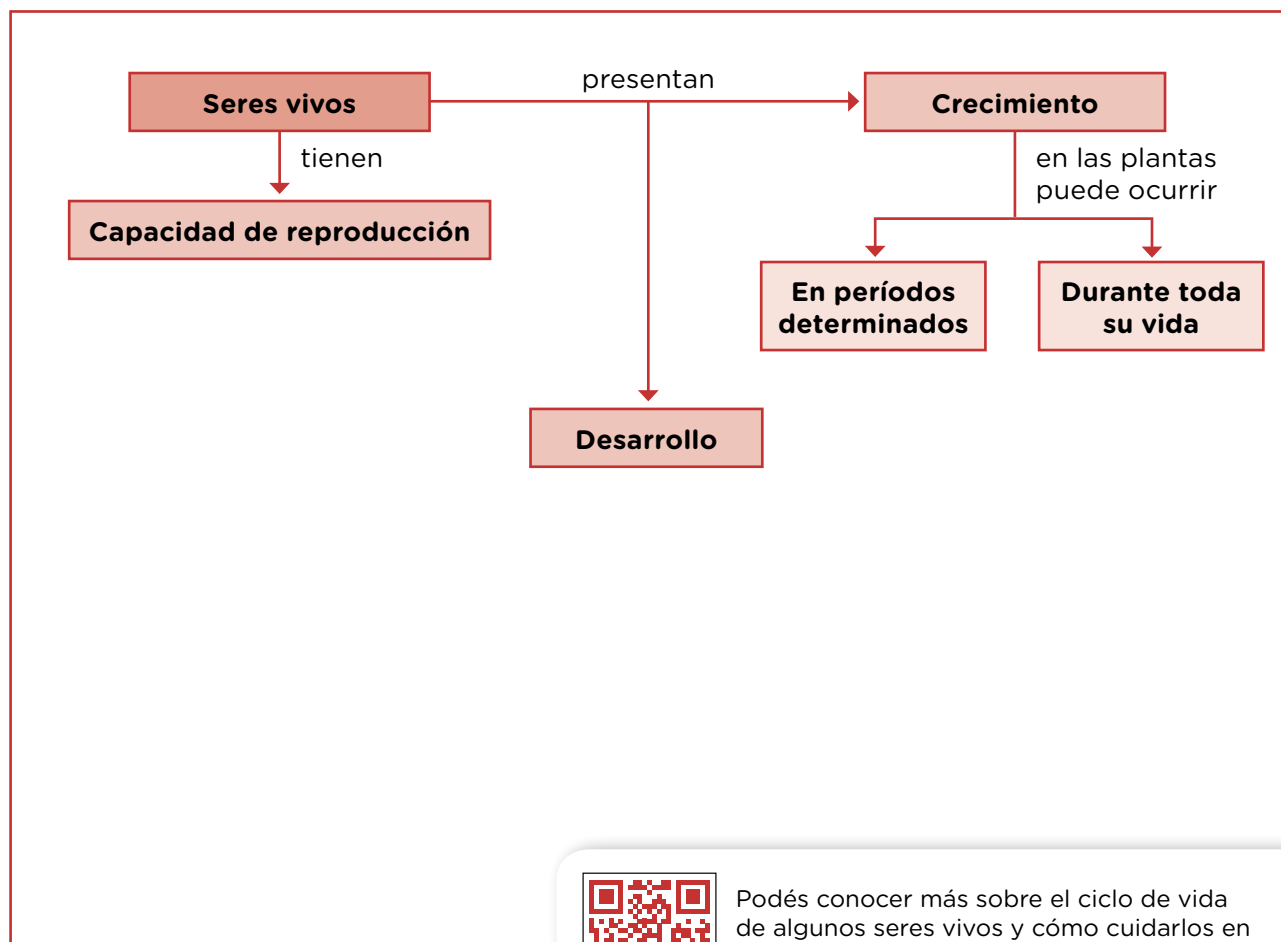 presentan
Seres vivos
Crecimiento
tienen
en las plantas
puede ocurrir
Capacidad de reproducción
En períodos
determinados
Durante toda
su vida
Desarrollo
Podés conocer más sobre el ciclo de vida
de algunos seres vivos y cómo cuidarlos en